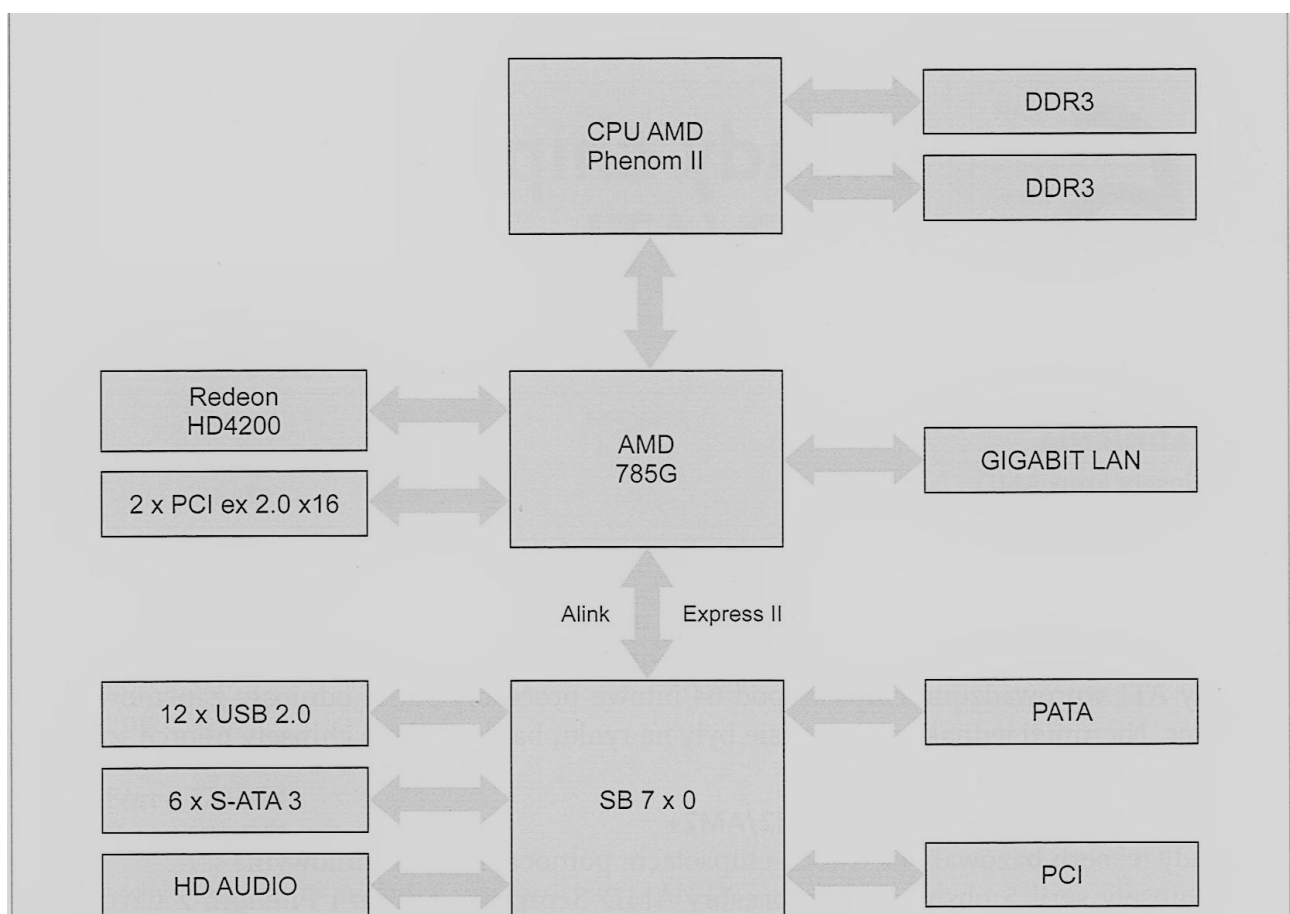 CPU AMD
Phenom II
DDR3
DDR3
Redeon
HD4200
2 x PCI ex 2.0 x16
AMD
785G
GIGABIT LAN
Alink
Express II
12 x USB 2.0
6 x S-ATA 3
HD AUDIO
SB 7 x 0
PATA
PCI